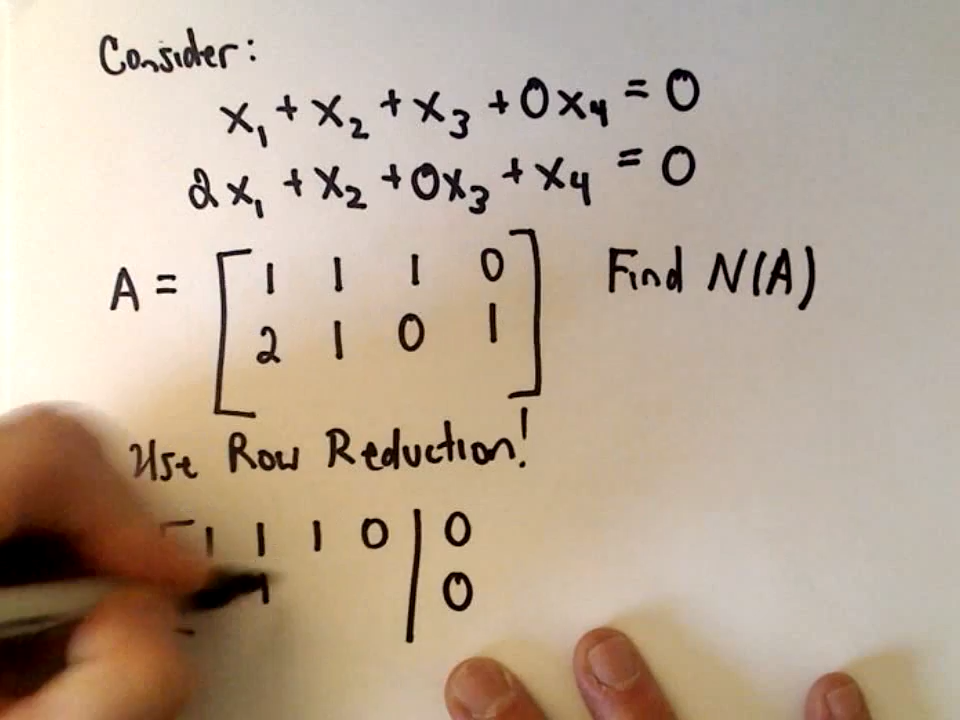 Consider:
x₁ + x₂ + x₃ + 0x₄ = 0
2x₁ + x₂ + 0x₃ + x₄ = 0
A = [ 1 1 1 0
2 1 0 1 ] Find N(A)
Use Row Reduction!
[ 1 1 1 0 | 0
1 | 0